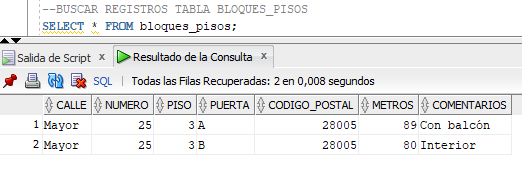 --BUSCAR REGISTROS TABLA BLOQUES_PISOS
SELECT * FROM bloques_pisos;
Salida de Script x Resultado de la Consulta x
SQL | Todas las Filas Recuperadas: 2 en 0,008 segundos
CALLE NUMERO PISO PUERTA CODIGO_POSTAL METROS COMENTARIOS
1 Mayor 25 3 A 28005 89 Con balcón
2 Mayor 25 3 B 28005 80 Interior